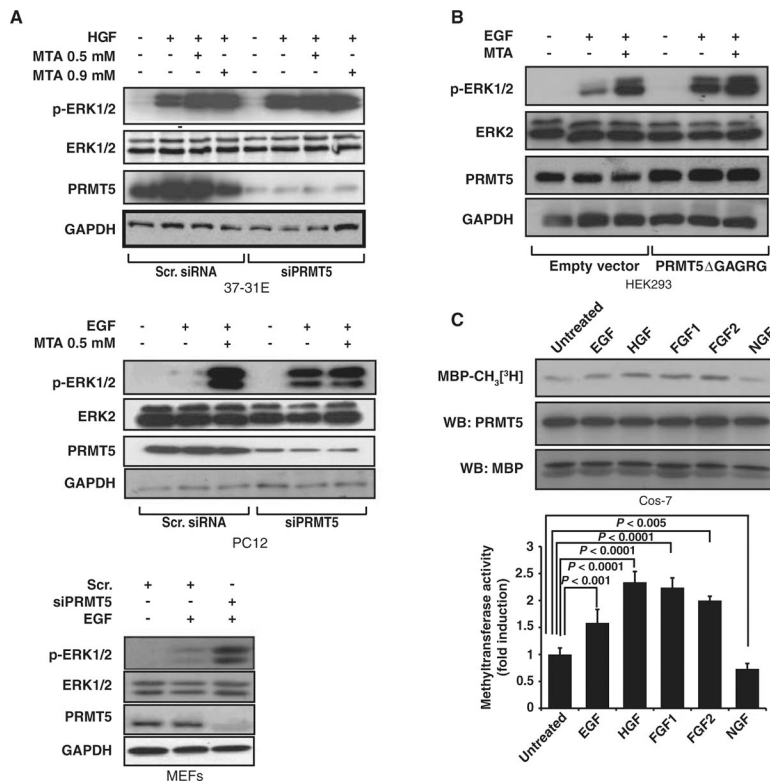 A
HGF - + + + - + + +
MTA 0.5 mM - - + - - - + -
MTA 0.9 mM - - - + - - - +
p-ERK1/2
ERK1/2
PRMT5
GAPDH
Scr. siRNA siPRMT5
37-31E
EGF - + + - + +
MTA 0.5 mM - - + - - +
p-ERK1/2
ERK2
PRMT5
GAPDH
Scr. siRNA siPRMT5
PC12
Scr. + + -
siPRMT5 - - +
EGF - + +
p-ERK1/2
ERK1/2
PRMT5
GAPDH
MEFs
B
EGF - + + - + +
MTA - - + - - +
p-ERK1/2
ERK2
PRMT5
GAPDH
Empty vector PRMT5ΔGAGRG
HEK293
C
Untreated EGF HGF FGF1 FGF2 NGF
MBP-CH₃[³H]
WB: PRMT5
WB: MBP
Cos-7
P < 0.005
P < 0.0001
P < 0.0001
P < 0.001
Methyltransferase activity
(fold induction)
3
2.5
2
1.5
1
0.5
0
Untreated EGF HGF FGF1 FGF2 NGF